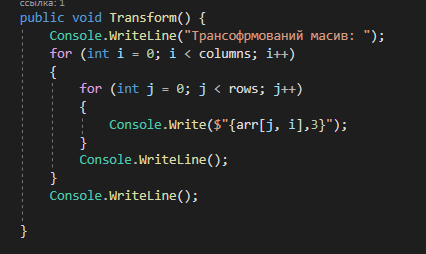 ссылка: 1
public void Transform() {
Console.WriteLine("Трансофрмований масив: ");
for (int i = 0; i < columns; i++)
{
for (int j = 0; j < rows; j++)
{
Console.Write($"{arr[j, i],3}");
}
Console.WriteLine();
}
Console.WriteLine();
}